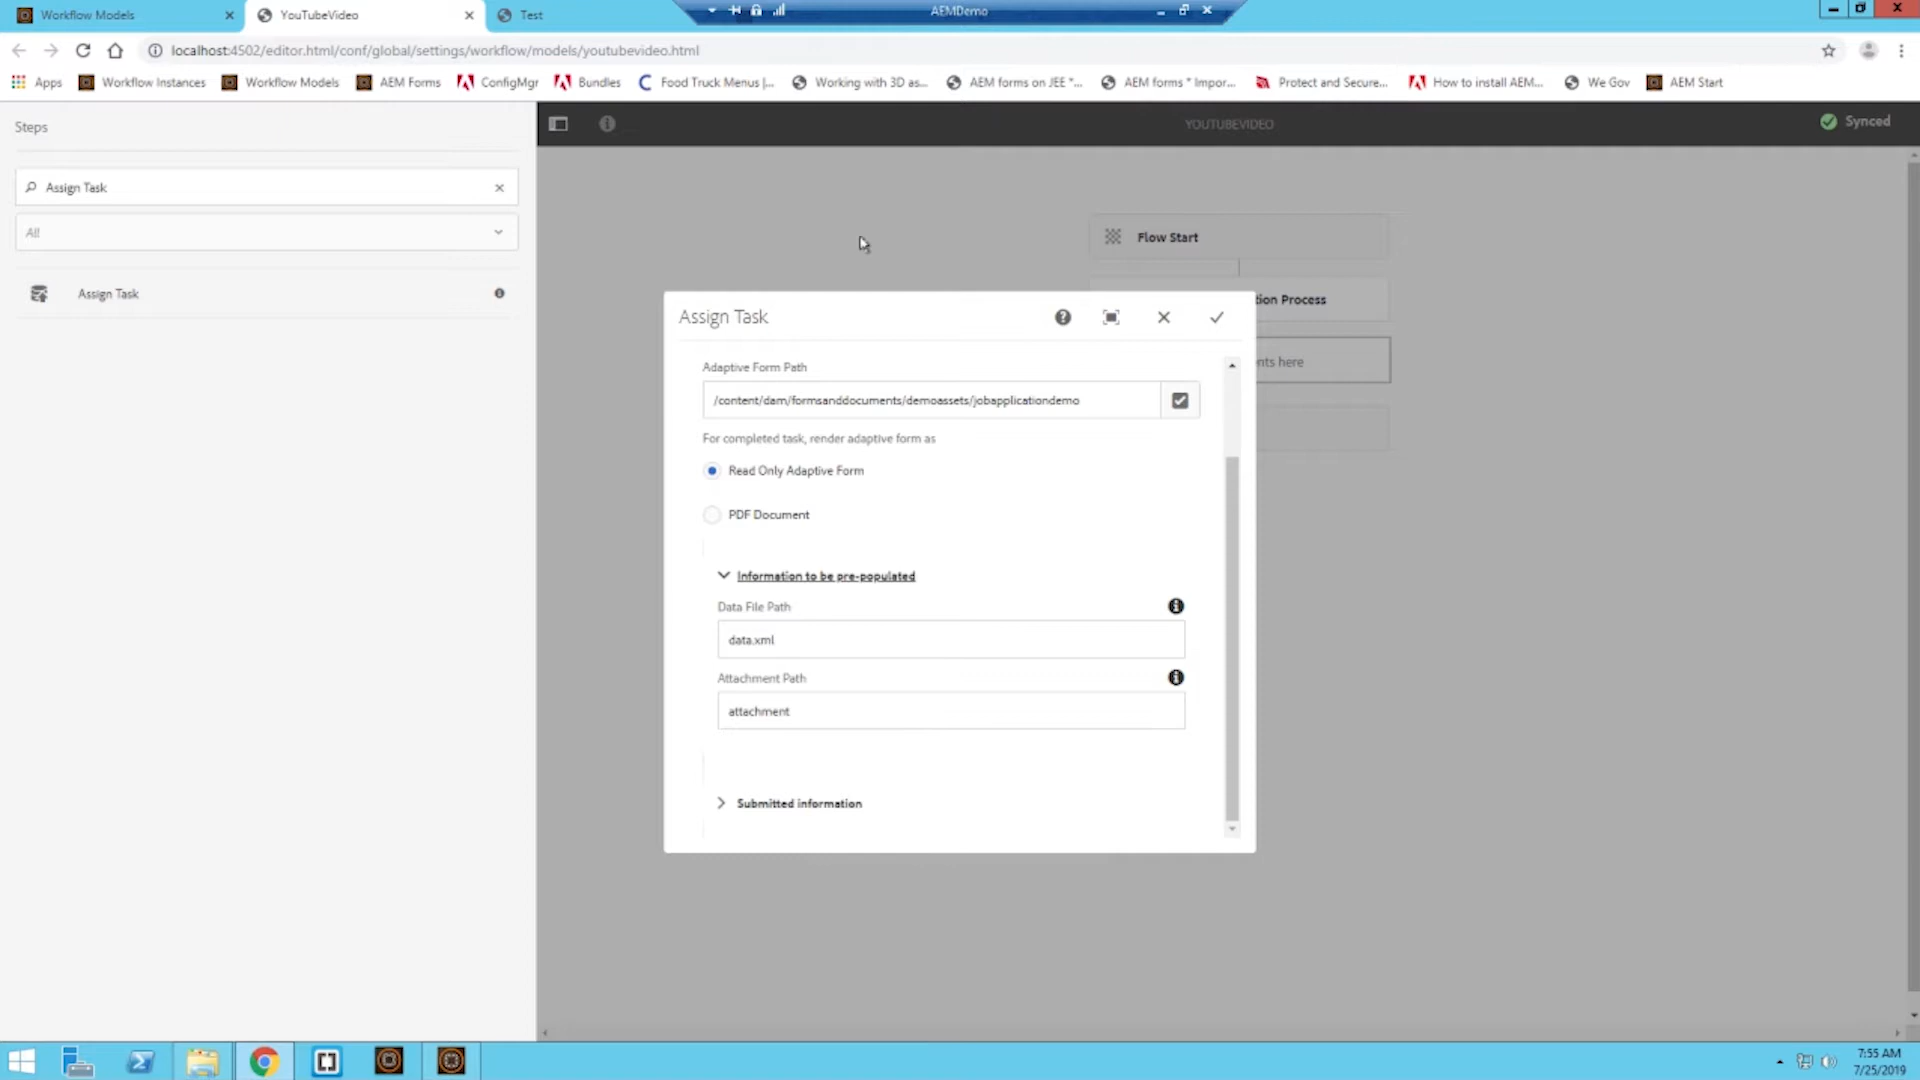 Workflow Models
YouTubeVideo
Test
AEMDemo
localhost:4502/editor.html/conf/global/settings/workflow/models/youtubevideo.html
Apps
Workflow Instances
Workflow Models
AEM Forms
ConfigMgr
Bundles
Food Truck Menus |...
Working with 3D as...
AEM forms on JEE *...
AEM forms * Impor...
Protect and Secure...
How to install AEM...
We Gov
AEM Start
Steps
YOUTUBEVIDEO
Synced
Assign Task
All
Assign Task
Flow Start
tion Process
nts here
Assign Task
Adaptive Form Path
/content/dam/formsanddocuments/demoassets/jobapplicationdemo
For completed task, render adaptive form as
Read Only Adaptive Form
PDF Document
Information to be pre-populated
Data File Path
data.xml
Attachment Path
attachment
Submitted information
7:55 AM
7/25/2019